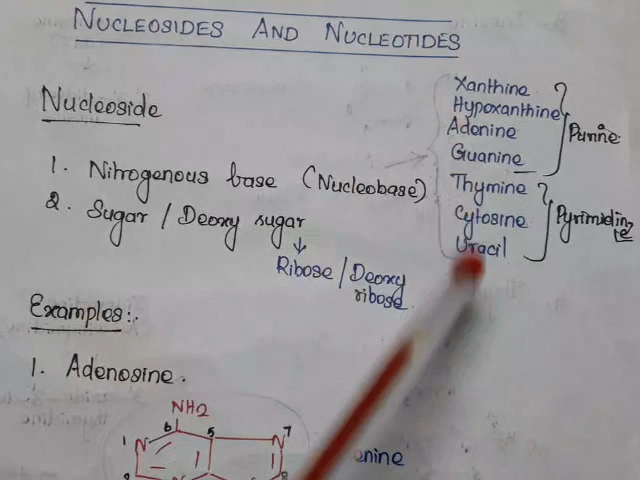 NUCLEOSIDES AND NUCLEOTIDES
Nucleoside
1. Nitrogenous base (Nucleobase)
2. Sugar / Deoxy sugar
Ribose / Deoxy
ribose.
Xanthine
Hypoxanthine
Adenine
Guanine
Purine
Thymine
Cytosine
Uracil
Pyrimidine
Examples:.
1. Adenosine.
NH2
6 5 7
1 N N
enine